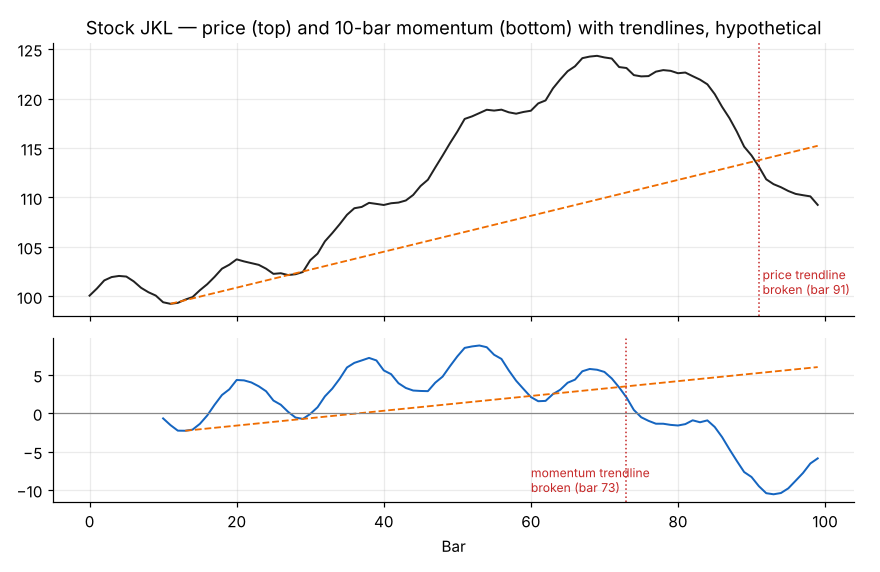 Stock JKL — price (top) and 10-bar momentum (bottom) with trendlines, hypothetical
125
120
115
110
105
100
price trendline
broken (bar 91)
5
0
−5
−10
momentum trendline
broken (bar 73)
0
20
40
60
80
100
Bar